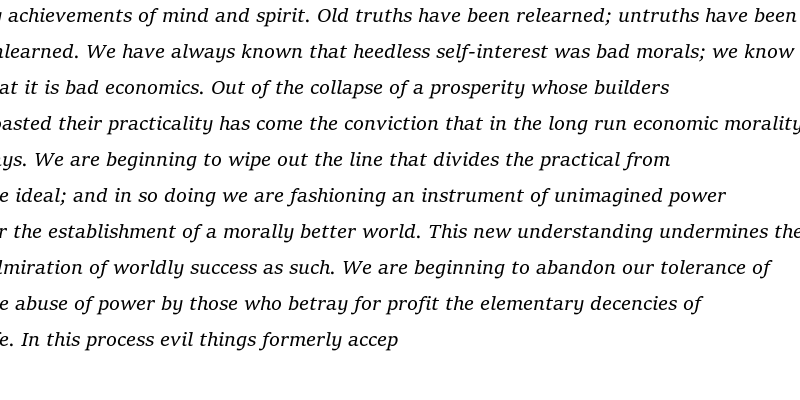 achievements of mind and spirit. Old truths have been relearned; untruths have been
We have always known that heedless self-interest was bad morals; we know
it is bad economics. Out of the collapse of a prosperity whose builders
their practicality has come the conviction that in the long run economic morality
We are beginning to wipe out the line that divides the practical from
ideal; and in so doing we are fashioning an instrument of unimagined power
the establishment of a morally better world. This new understanding undermines the
of worldly success as such. We are beginning to abandon our tolerance of
abuse of power by those who betray for profit the elementary decencies of
In this process evil things formerly accep